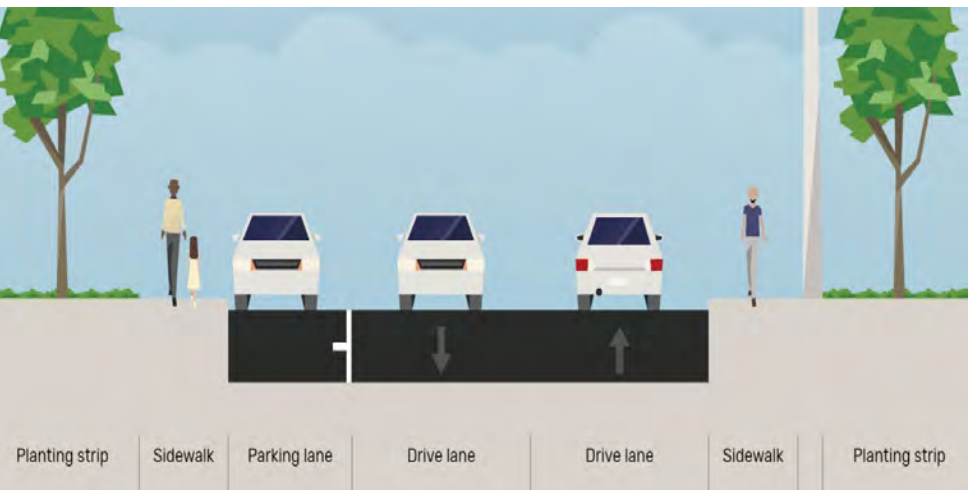 Planting strip
Sidewalk
Parking lane
Drive lane
Drive lane
Sidewalk
Planting strip